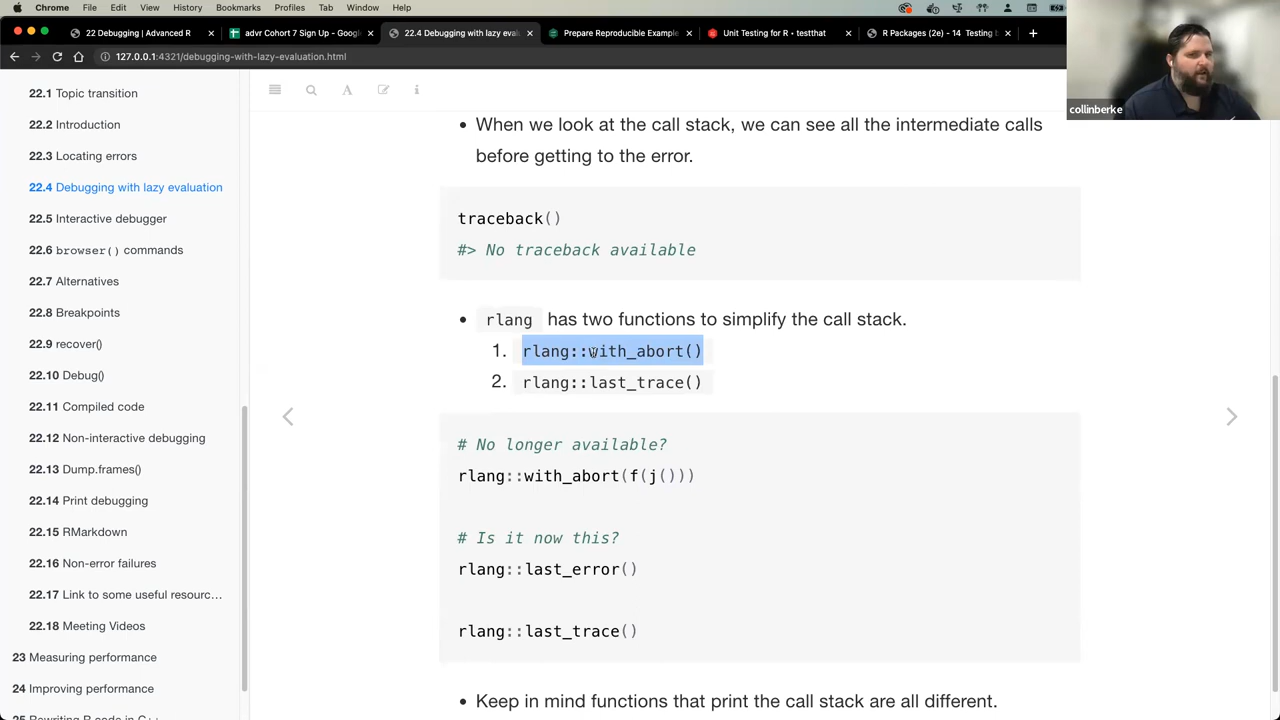 Chrome File Edit View History Bookmarks Profiles Tab Window Help
22 Debugging | Advanced R
advr Cohort 7 Sign Up - Goog
22.4 Debugging with lazy eval
Prepare Reproducible Example
Unit Testing for R • testthat
R Packages (2e) - 14 Testing
127.0.0.1:4321/debugging-with-lazy-evaluation.html
collinberke
22.1 Topic transition
22.2 Introduction
22.3 Locating errors
22.4 Debugging with lazy evaluation
22.5 Interactive debugger
22.6 browser() commands
22.7 Alternatives
22.8 Breakpoints
22.9 recover()
22.10 Debug()
22.11 Compiled code
22.12 Non-interactive debugging
22.13 Dump.frames()
22.14 Print debugging
22.15 RMarkdown
22.16 Non-error failures
22.17 Link to some useful resourc…
22.18 Meeting Videos
23 Measuring performance
24 Improving performance
25 Rewriting R code in C++
• When we look at the call stack, we can see all the intermediate calls
before getting to the error.
traceback()
#> No traceback available
• rlang has two functions to simplify the call stack.
1. rlang::with_abort()
2. rlang::last_trace()
# No longer available?
rlang::with_abort(f(j()))
# Is it now this?
rlang::last_error()
rlang::last_trace()
• Keep in mind functions that print the call stack are all different.